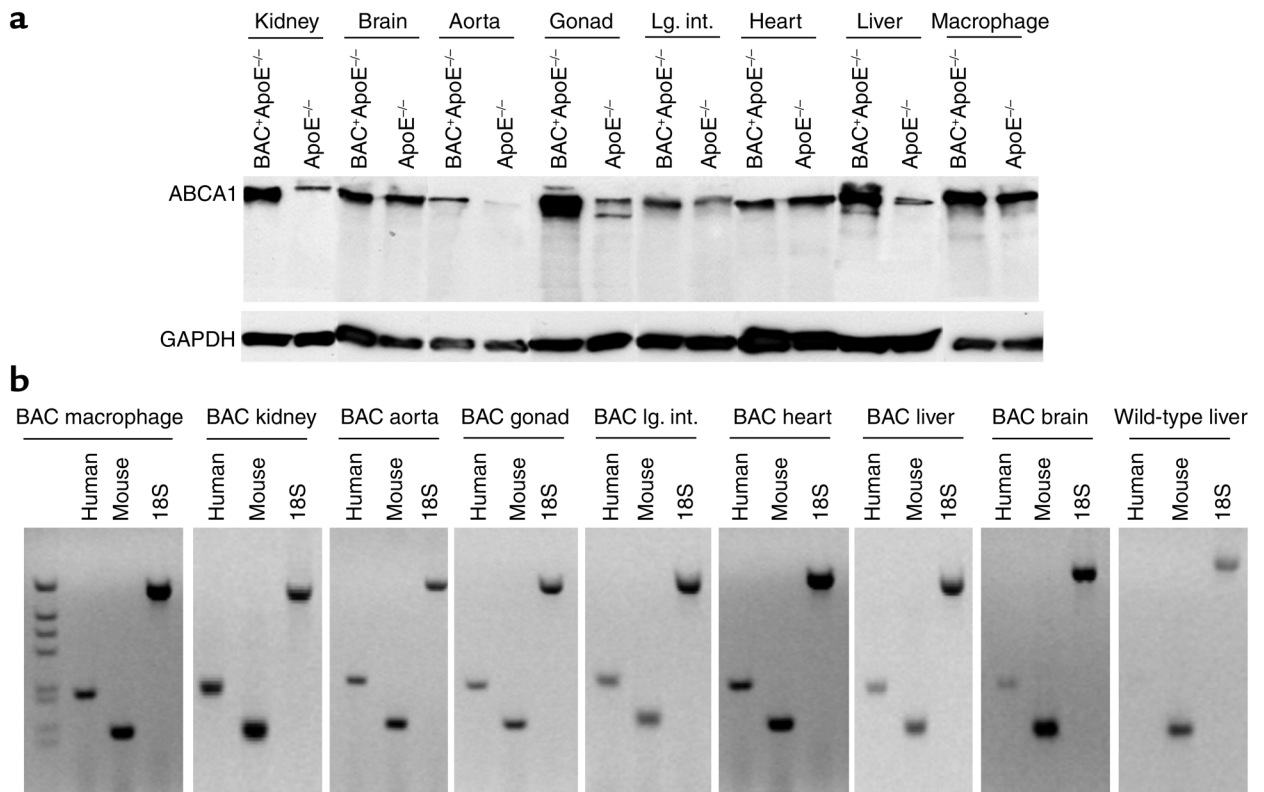 a
Kidney Brain Aorta Gonad Lg. int. Heart Liver Macrophage
BAC⁺ApoE⁻/⁻ ApoE⁻/⁻ BAC⁺ApoE⁻/⁻ ApoE⁻/⁻ BAC⁺ApoE⁻/⁻ ApoE⁻/⁻ BAC⁺ApoE⁻/⁻ ApoE⁻/⁻ BAC⁺ApoE⁻/⁻ ApoE⁻/⁻ BAC⁺ApoE⁻/⁻ ApoE⁻/⁻ BAC⁺ApoE⁻/⁻ ApoE⁻/⁻ BAC⁺ApoE⁻/⁻ ApoE⁻/⁻
ABCA1
GAPDH
b
BAC macrophage BAC kidney BAC aorta BAC gonad BAC lg. int. BAC heart BAC liver BAC brain Wild-type liver
Human Mouse 18S Human Mouse 18S Human Mouse 18S Human Mouse 18S Human Mouse 18S Human Mouse 18S Human Mouse 18S Human Mouse 18S Human Mouse 18S